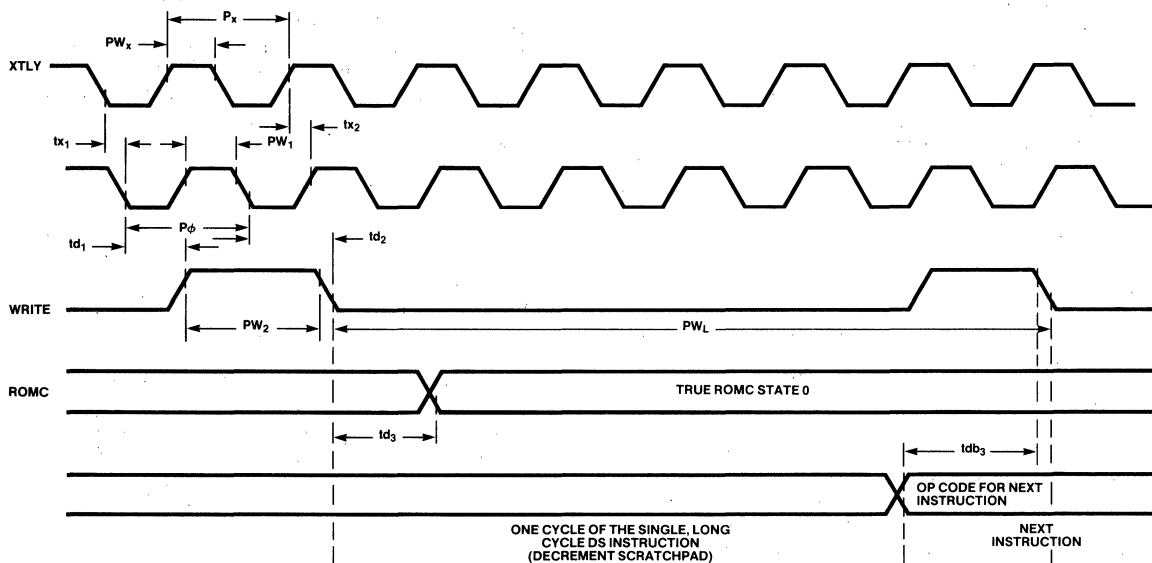 Px
PWx
XTLY
tx1
PW1
tx2
Pφ
td1
td2
WRITE
PW2
PWL
ROMC
TRUE ROMC STATE 0
td3
tdb3
OP CODE FOR NEXT
INSTRUCTION
ONE CYCLE OF THE SINGLE, LONG
CYCLE DS INSTRUCTION
(DECREMENT SCRATCHPAD)
NEXT
INSTRUCTION